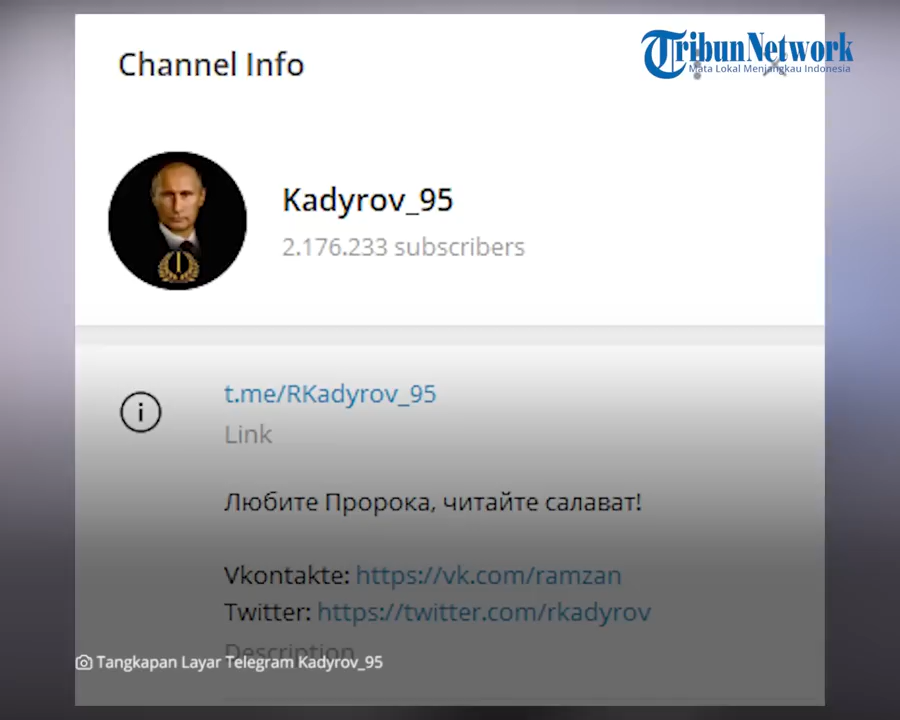 TribunNetwork
Mata Lokal Menjangkau Indonesia
Channel Info
Kadyrov_95
2.176.233 subscribers
t.me/RKadyrov_95
Link
Любите Пророка, читайте салават!
Vkontakte: https://vk.com/ramzan
Twitter: https://twitter.com/rkadyrov
Description
Tangkapan Layar Telegram Kadyrov_95